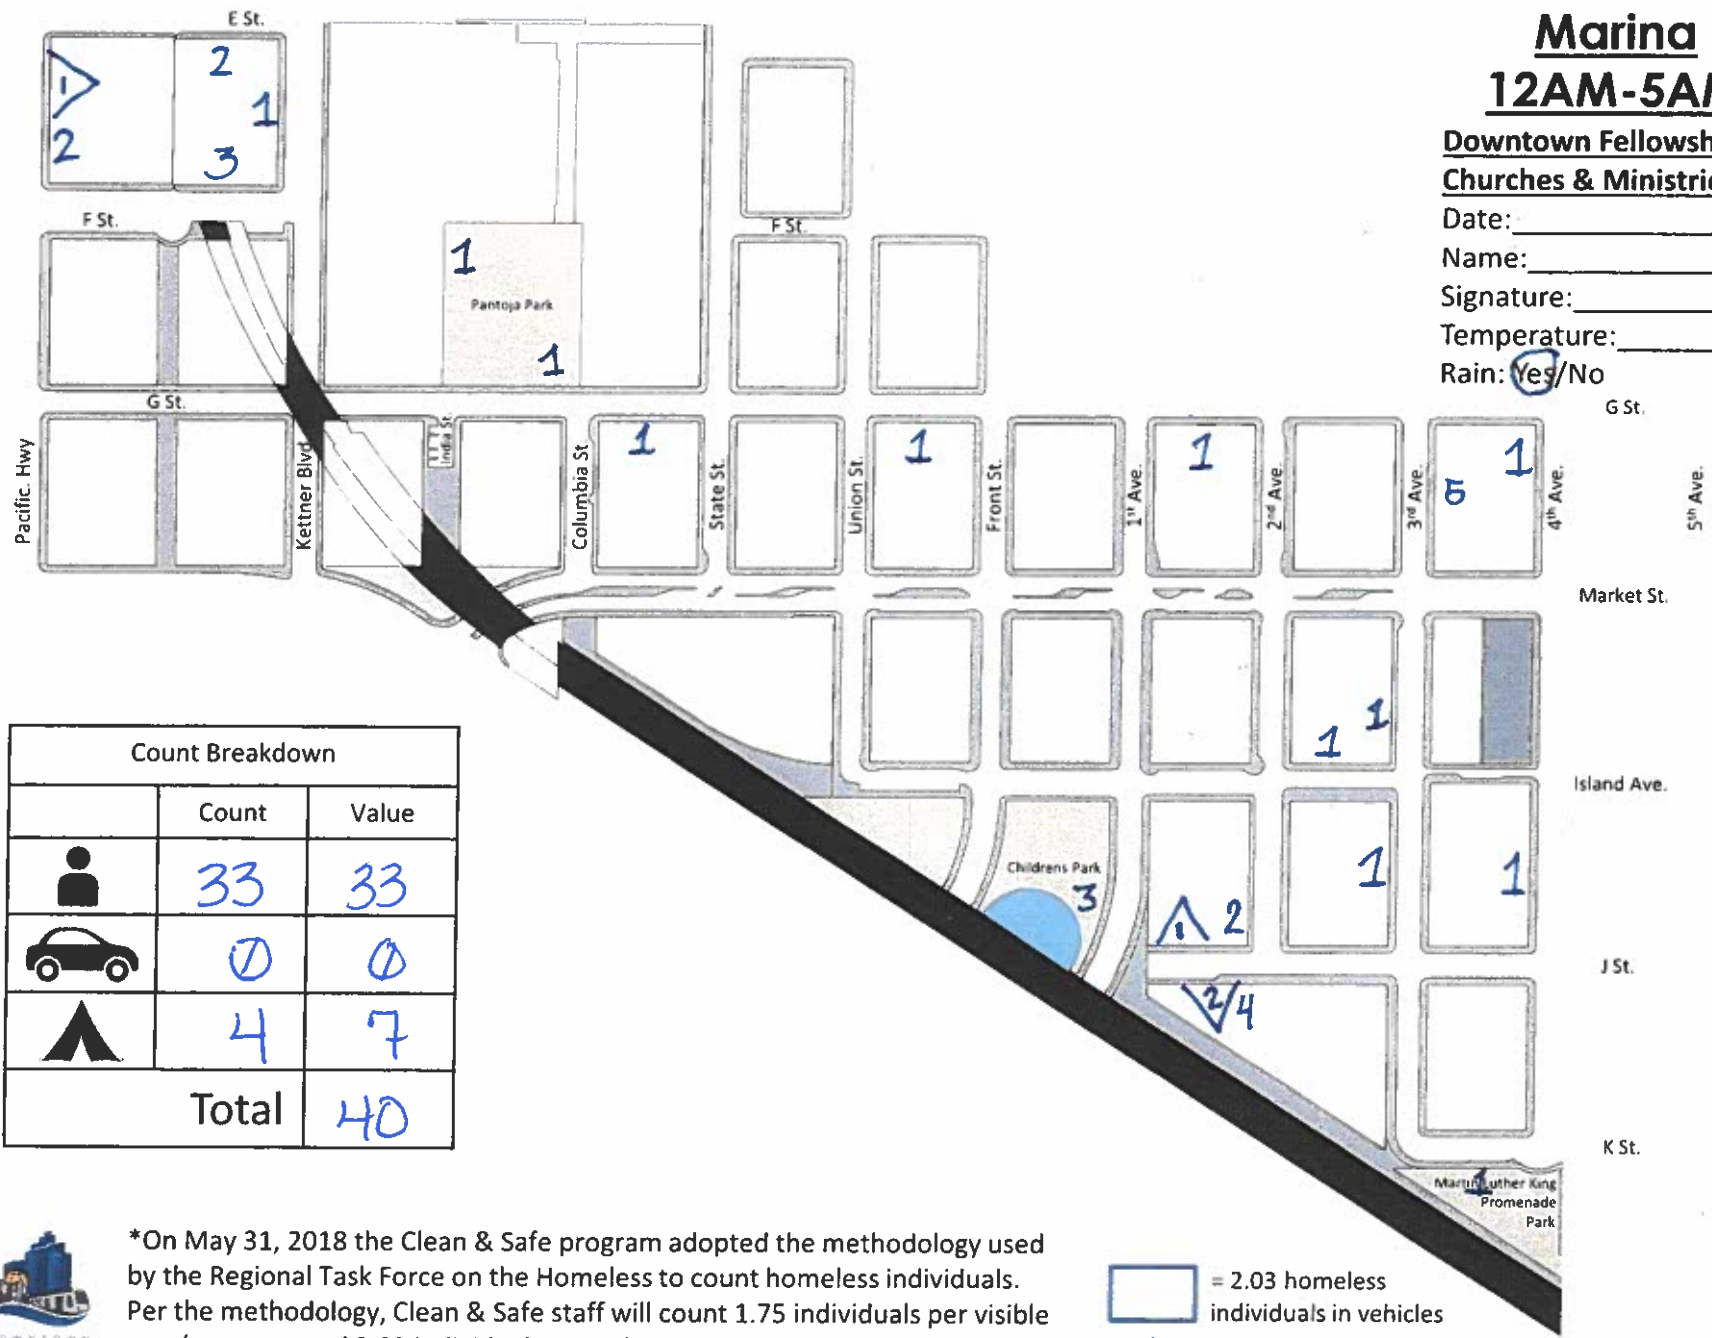 Marina
12AM-5AM
Downtown Fellowsh
Churches & Ministri
Date:
Name:
Signature:
Temperature:
Rain: Yes/No
E St.
1
2
2
1
3
F St.
F St.
1
Pantoja Park
1
G St.
G St.
Pacific. Hwy
Kettner Blvd
India St.
Columbia St
1
State St.
Union St.
1
Front St.
1st Ave.
1
2nd Ave.
3rd Ave.
5
1
4th Ave.
5th Ave.
Market St.
1
1
Island Ave.
Childrens Park
3
1
2
1
1
J St.
2/4
K St.
1
Martin Luther King
Promenade
Park
Count Breakdown
Count Value
33 33
0 0
4 7
Total 40
*On May 31, 2018 the Clean & Safe program adopted the methodology used
by the Regional Task Force on the Homeless to count homeless individuals.
Per the methodology, Clean & Safe staff will count 1.75 individuals per visible
= 2.03 homeless
individuals in vehicles